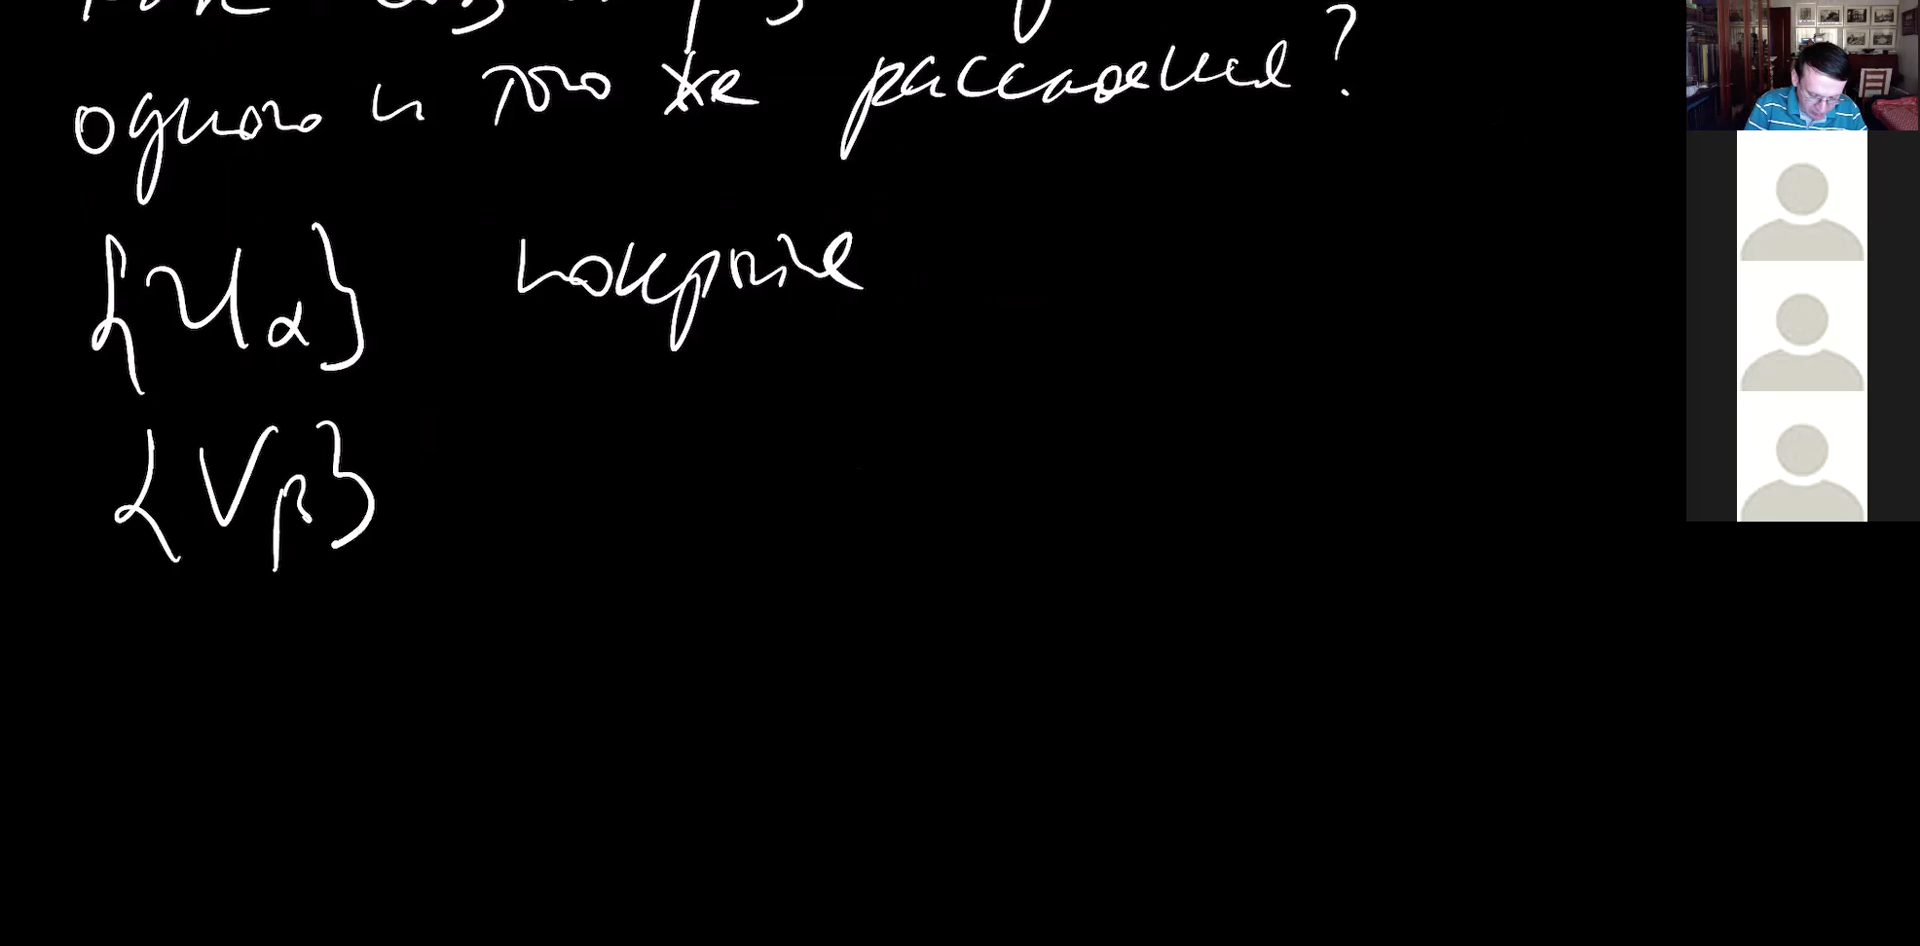 одного и того же расслоения?
{U_α} покрытие
{V_β}